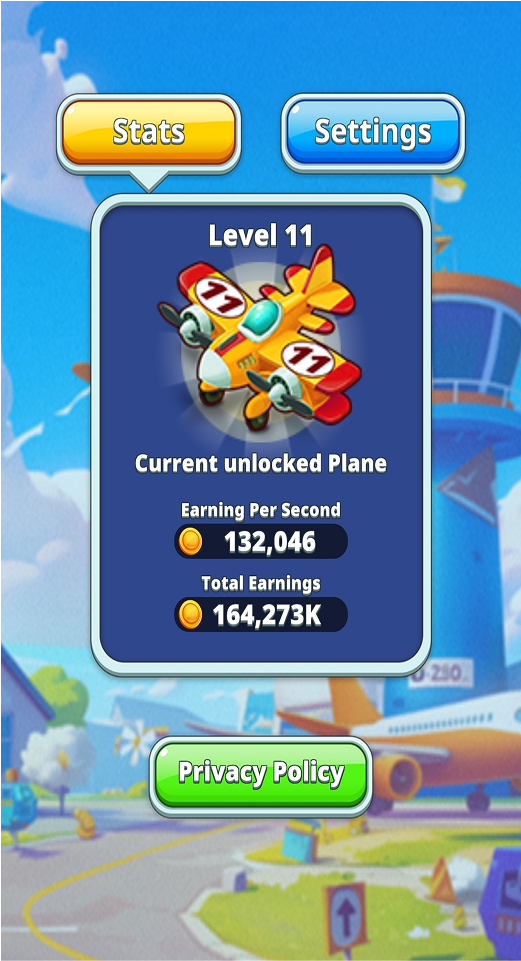 Stats
Settings
Level 11
11
11
Current unlocked Plane
Earning Per Second
132,046
Total Earnings
164,273K
Privacy Policy